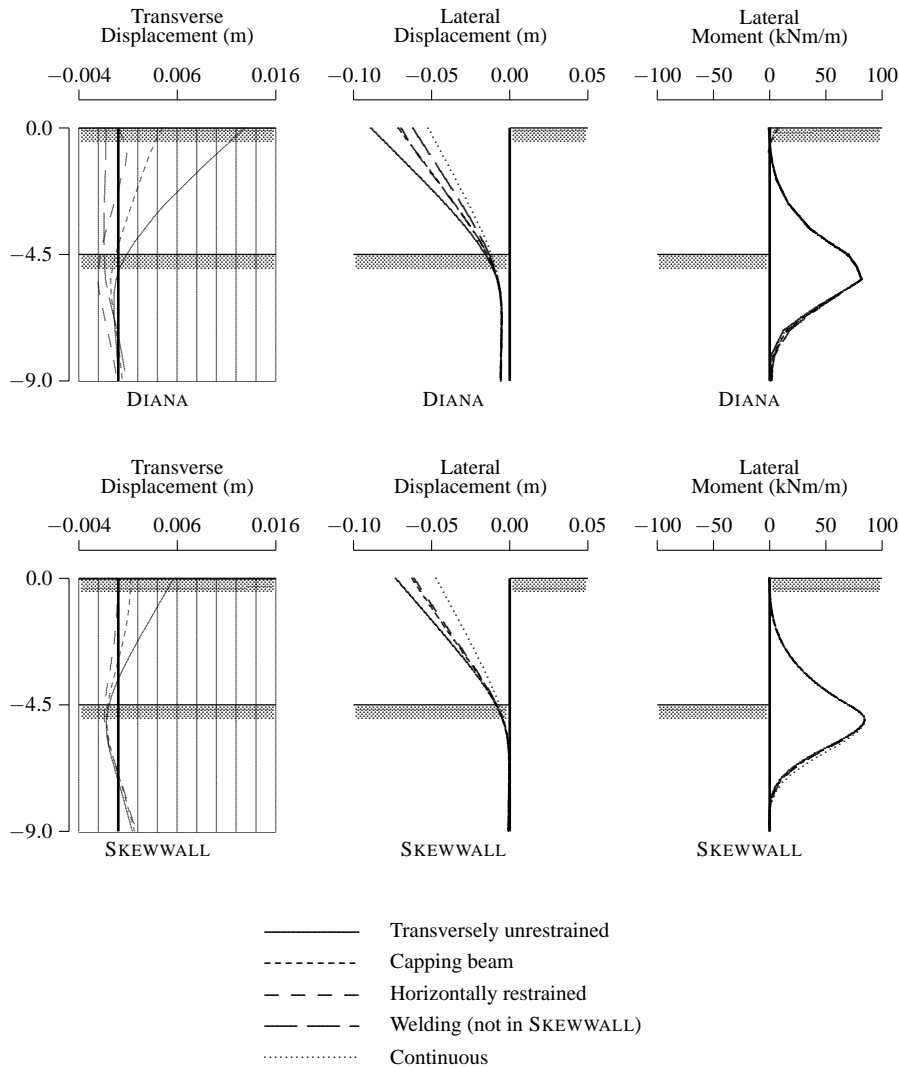 Transverse
Displacement (m)
Lateral
Displacement (m)
Lateral
Moment (kNm/m)
−0.004 0.006 0.016
−0.10 −0.05 0.00 0.05
−100 −50 0 50 100
0.0
−4.5
−9.0
DIANA
DIANA
DIANA
Transverse
Displacement (m)
Lateral
Displacement (m)
Lateral
Moment (kNm/m)
−0.004 0.006 0.016
−0.10 −0.05 0.00 0.05
−100 −50 0 50 100
0.0
−4.5
−9.0
SKEWWALL
SKEWWALL
SKEWWALL
Transversely unrestrained
Capping beam
Horizontally restrained
Welding (not in SKEWWALL)
Continuous